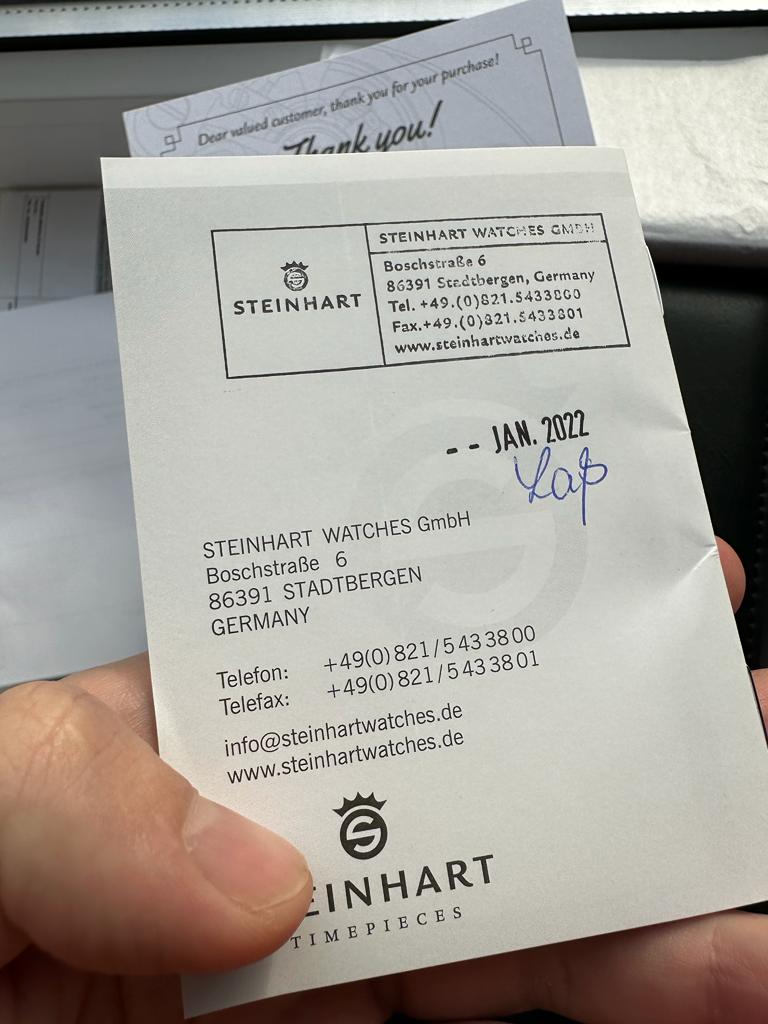 Dear valued customer, thank you for your purchase!
Thank you!
STEINHART
STEINHART WATCHES GMBH
Boschstraße 6
86391 Stadtbergen, Germany
Tel. +49.(0)821.5433800
Fax.+49.(0)821.5433801
www.steinhartwatches.de
-- JAN. 2022
STEINHART WATCHES GmbH
Boschstraße 6
86391 STADTBERGEN
GERMANY
Telefon: +49(0)821/5433800
Telefax: +49(0)821/5433801
info@steinhartwatches.de
www.steinhartwatches.de
EINHART
TIMEPIECES